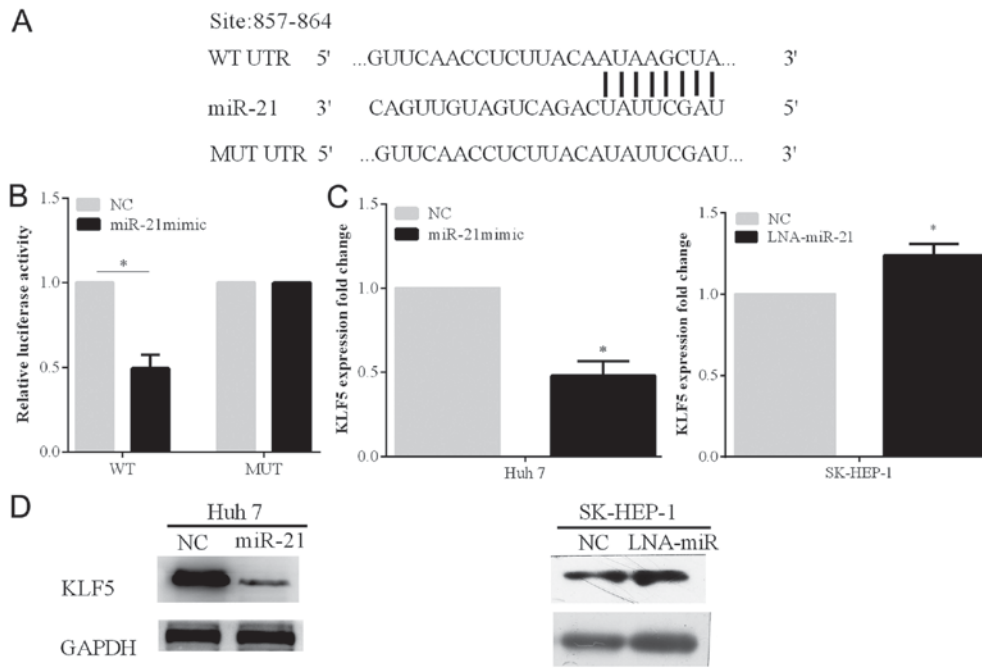 A
Site:857-864
WT UTR 5' ...GUUCAACCUCUUACAAUAAGCUA... 3'
miR-21 3' CAGUUGUAGUCAGACUAUUCGAU 5'
MUT UTR 5' ...GUUCAACCUCUUACAUAUUCGAU... 3'
B
NC
miR-21mimic
Relative luciferase activity
1.5
1.0
0.5
0.0
*
WT MUT
C
NC
miR-21mimic
KLF5 expression fold change
1.5
1.0
0.5
0.0
*
Huh 7
NC
LNA-miR-21
KLF5 expression fold change
1.5
1.0
0.5
0.0
*
SK-HEP-1
D
Huh 7
NC miR-21
SK-HEP-1
NC LNA-miR
KLF5
GAPDH